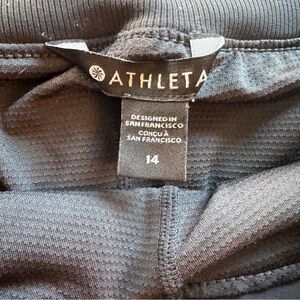 ATHLETA
DESIGNED IN
SAN FRANCISCO
CONÇU À
SAN FRANCISCO
14